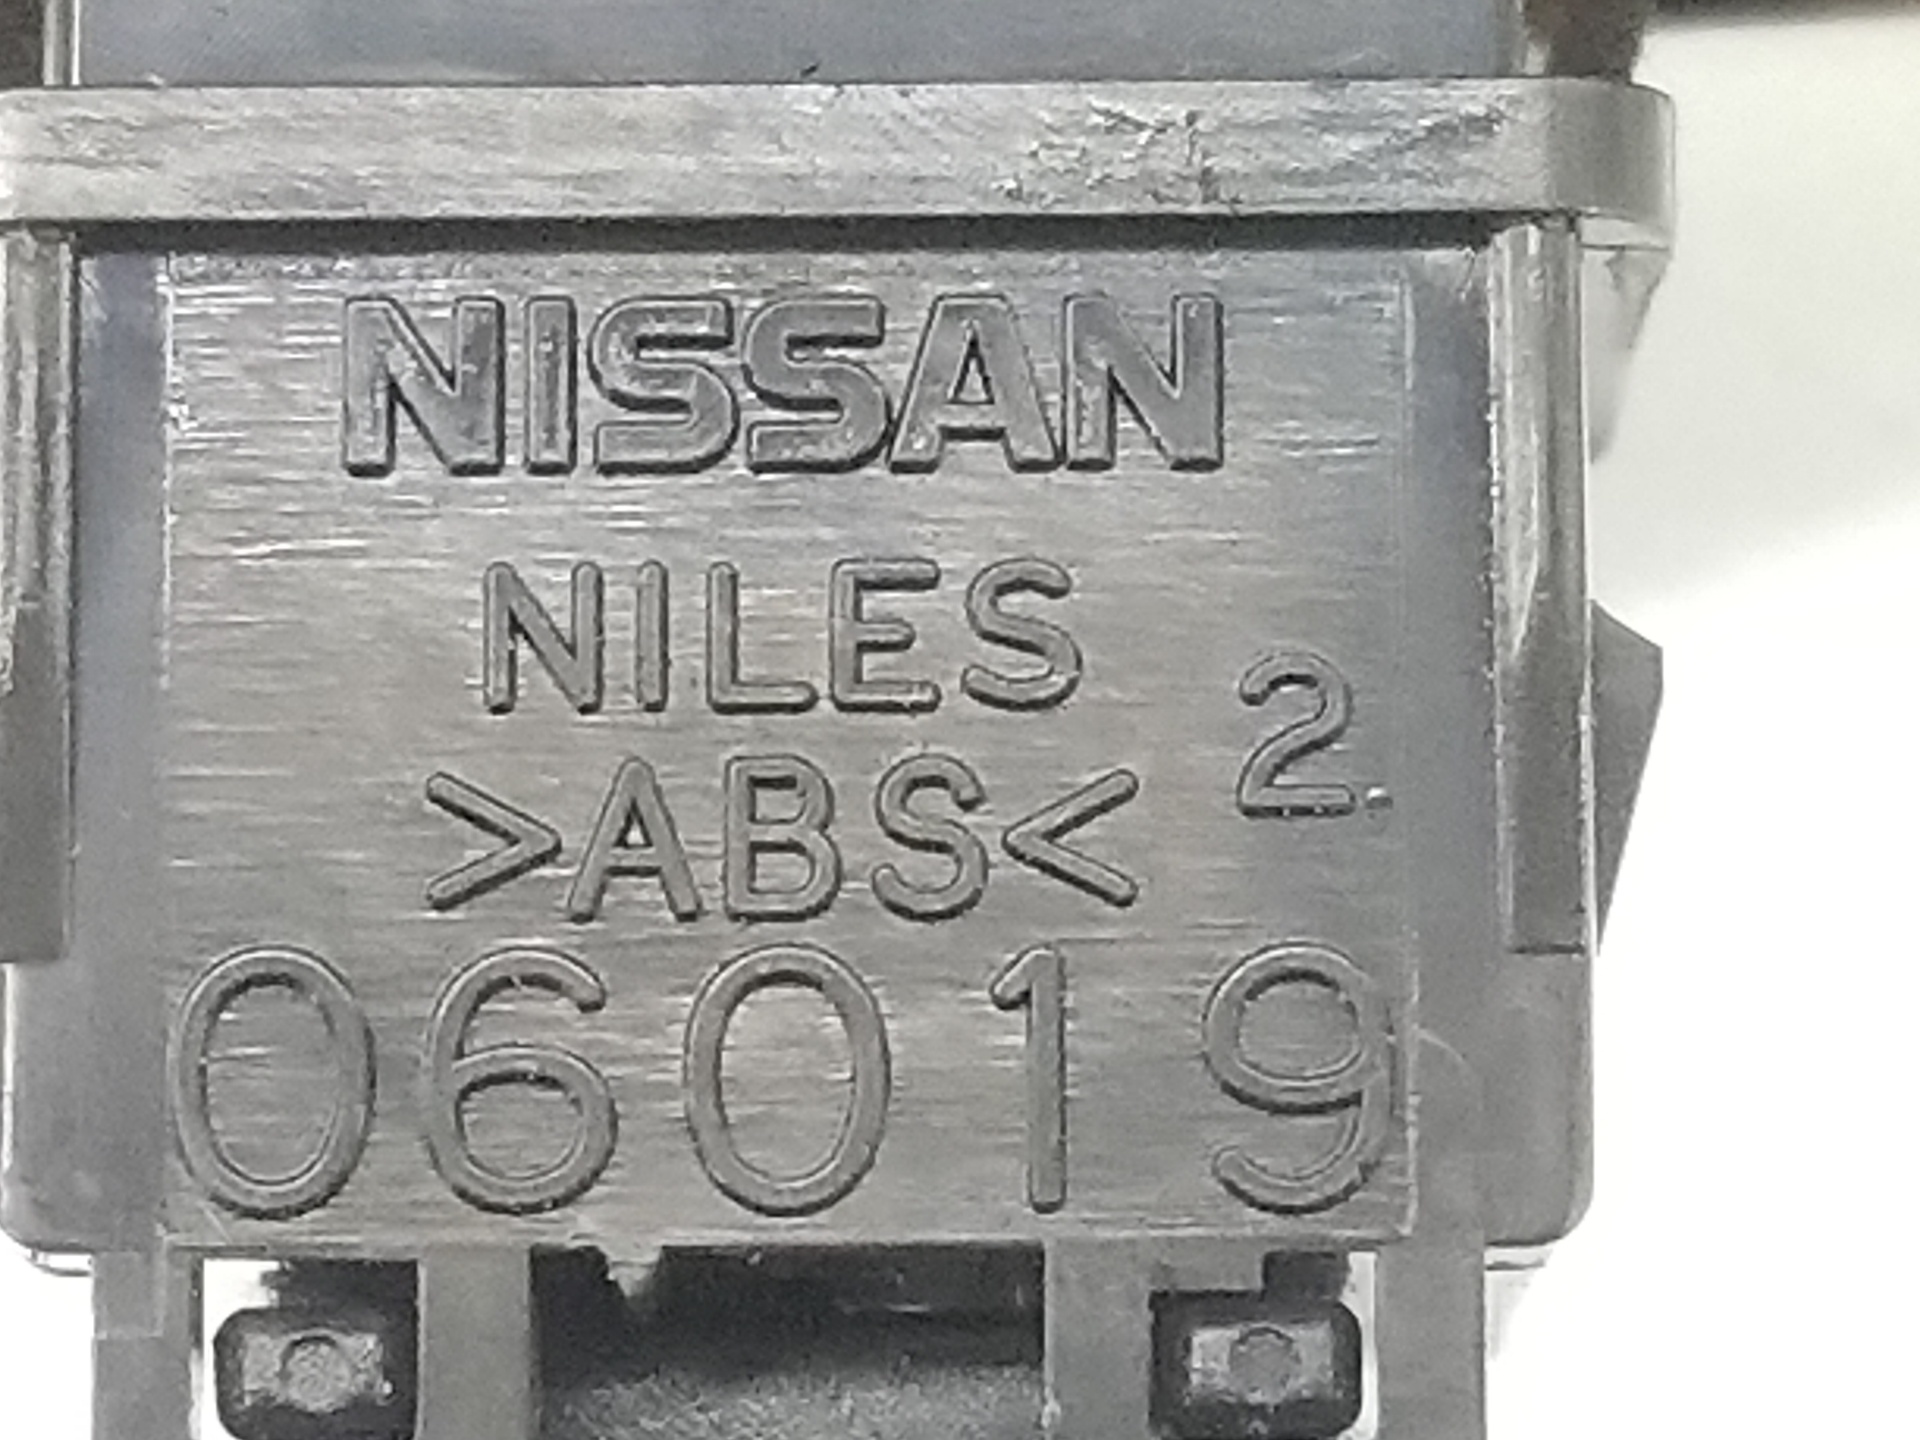 NISSAN
NILES
2.
>ABS<
06019